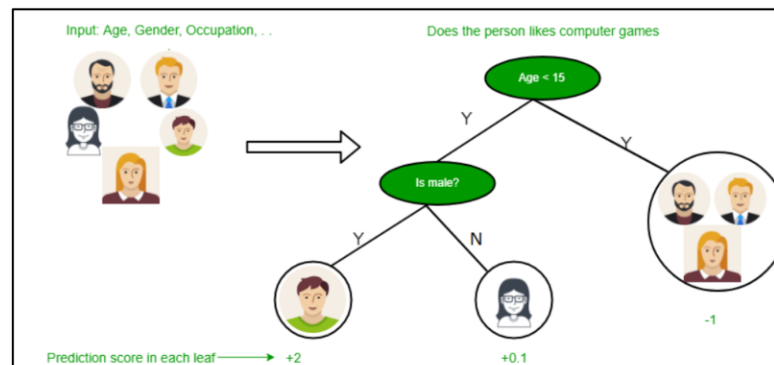 Input: Age, Gender, Occupation, . .
Does the person likes computer games
Age < 15
Y
Y
Is male?
Y
N
-1
Prediction score in each leaf
+2
+0.1